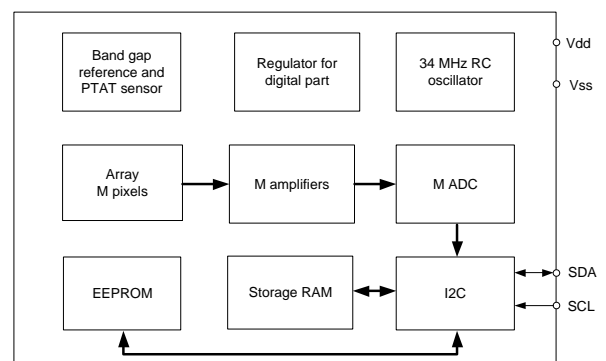 Band gap
reference and
PTAT sensor
Regulator for
digital part
34 MHz RC
oscillator
Vdd
Vss
Array
M pixels
M amplifiers
M ADC
EEPROM
Storage RAM
I2C
SDA
SCL